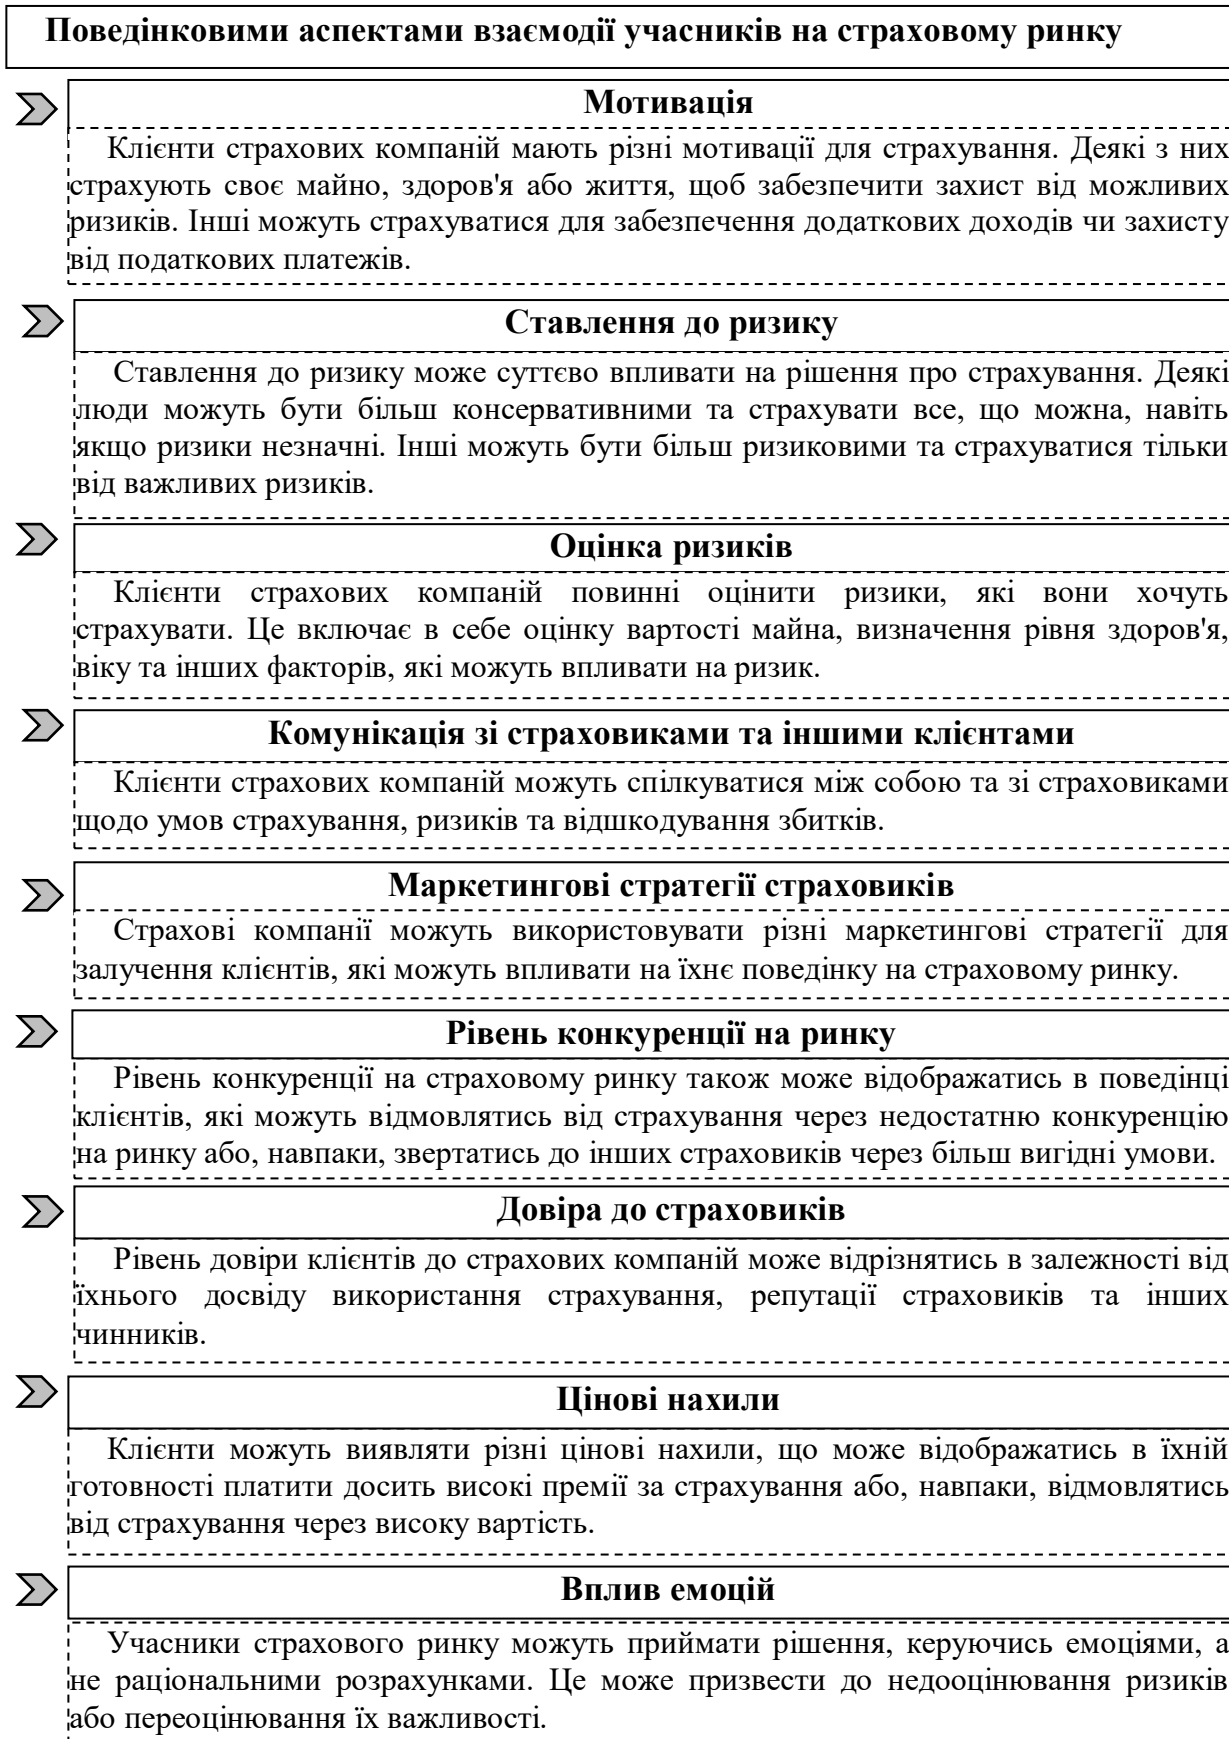 Поведінковими аспектами взаємодії учасників на страховому ринку
Мотивація
Клієнти страхових компаній мають різні мотивації для страхування. Деякі з них
страхують своє майно, здоров'я або життя, щоб забезпечити захист від можливих
ризиків. Інші можуть страхуватися для забезпечення додаткових доходів чи захисту
від податкових платежів.
Ставлення до ризику
Ставлення до ризику може суттєво впливати на рішення про страхування. Деякі
люди можуть бути більш консервативними та страхувати все, що можна, навіть
якщо ризики незначні. Інші можуть бути більш ризиковими та страхуватися тільки
від важливих ризиків.
Оцінка ризиків
Клієнти страхових компаній повинні оцінити ризики, які вони хочуть
страхувати. Це включає в себе оцінку вартості майна, визначення рівня здоров'я,
віку та інших факторів, які можуть впливати на ризик.
Комунікація зі страховиками та іншими клієнтами
Клієнти страхових компаній можуть спілкуватися між собою та зі страховиками
щодо умов страхування, ризиків та відшкодування збитків.
Маркетингові стратегії страховиків
Страхові компанії можуть використовувати різні маркетингові стратегії для
залучення клієнтів, які можуть впливати на їхнє поведінку на страховому ринку.
Рівень конкуренції на ринку
Рівень конкуренції на страховому ринку також може відображатись в поведінці
клієнтів, які можуть відмовлятись від страхування через недостатню конкуренцію
на ринку або, навпаки, звертатись до інших страховиків через більш вигідні умови.
Довіра до страховиків
Рівень довіри клієнтів до страхових компаній може відрізнятись в залежності від
їхнього досвіду використання страхування, репутації страховиків та інших
чинників.
Цінові нахили
Клієнти можуть виявляти різні цінові нахили, що може відображатись в їхній
готовності платити досить високі премії за страхування або, навпаки, відмовлятись
від страхування через високу вартість.
Вплив емоцій
Учасники страхового ринку можуть приймати рішення, керуючись емоціями, а
не раціональними розрахунками. Це може призвести до недооцінювання ризиків
або переоцінювання їх важливості.